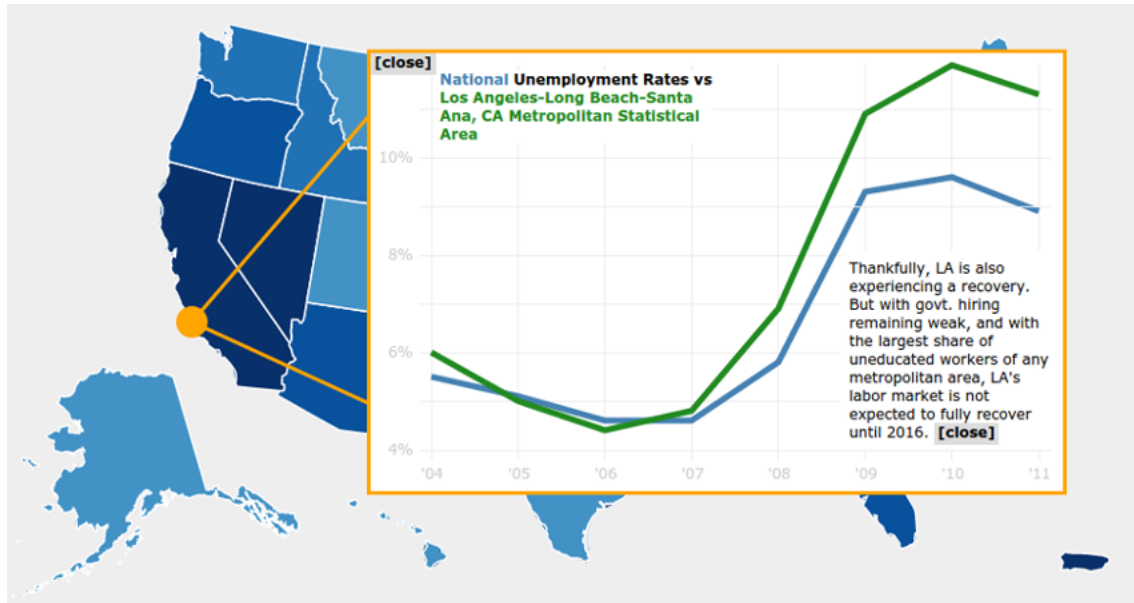 [close]
National Unemployment Rates vs
Los Angeles-Long Beach-Santa
Ana, CA Metropolitan Statistical
Area
10%
8%
6%
4%
Thankfully, LA is also
experiencing a recovery.
But with govt. hiring
remaining weak, and with
the largest share of
uneducated workers of any
metropolitan area, LA's
labor market is not
expected to fully recover
until 2016. [close]
'04 '05 '06 '07 '08 '09 '10 '11